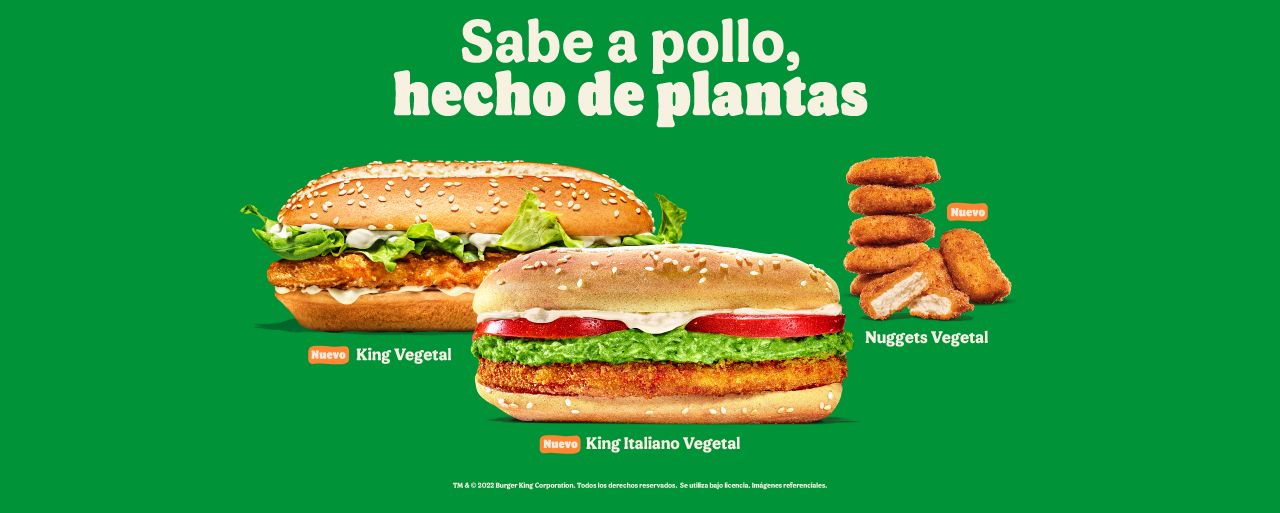 Sabe a pollo,
hecho de plantas
Nuevo
Nuggets Vegetal
Nuevo King Vegetal
Nuevo King Italiano Vegetal
TM & © 2022 Burger King Corporation. Todos los derechos reservados. Se utiliza bajo licencia. Imágenes referenciales.